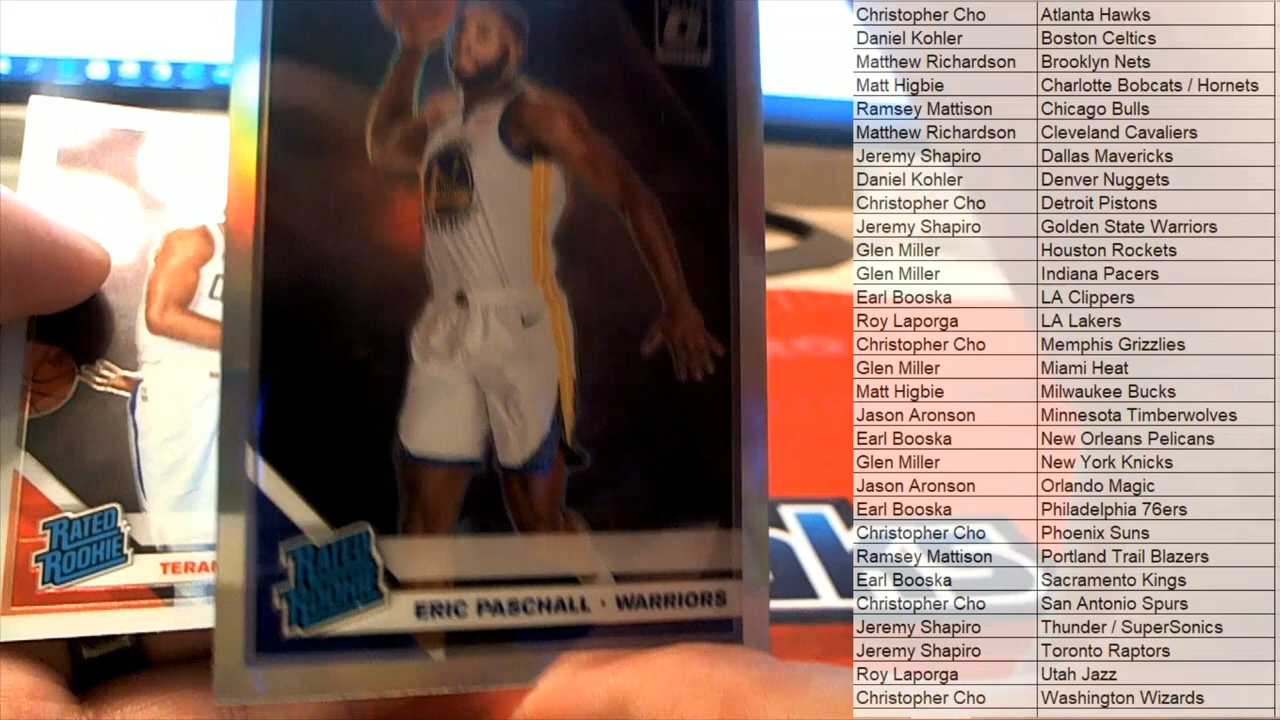 RATED
ROOKIE
TERAN
RATED
ROOKIE
ERIC PASCHALL · WARRIORS
Christopher Cho Atlanta Hawks
Daniel Kohler Boston Celtics
Matthew Richardson Brooklyn Nets
Matt Higbie Charlotte Bobcats / Hornets
Ramsey Mattison Chicago Bulls
Matthew Richardson Cleveland Cavaliers
Jeremy Shapiro Dallas Mavericks
Daniel Kohler Denver Nuggets
Christopher Cho Detroit Pistons
Jeremy Shapiro Golden State Warriors
Glen Miller Houston Rockets
Glen Miller Indiana Pacers
Earl Booska LA Clippers
Roy Laporga LA Lakers
Christopher Cho Memphis Grizzlies
Glen Miller Miami Heat
Matt Higbie Milwaukee Bucks
Jason Aronson Minnesota Timberwolves
Earl Booska New Orleans Pelicans
Glen Miller New York Knicks
Jason Aronson Orlando Magic
Earl Booska Philadelphia 76ers
Christopher Cho Phoenix Suns
Ramsey Mattison Portland Trail Blazers
Earl Booska Sacramento Kings
Christopher Cho San Antonio Spurs
Jeremy Shapiro Thunder / SuperSonics
Jeremy Shapiro Toronto Raptors
Roy Laporga Utah Jazz
Christopher Cho Washington Wizards